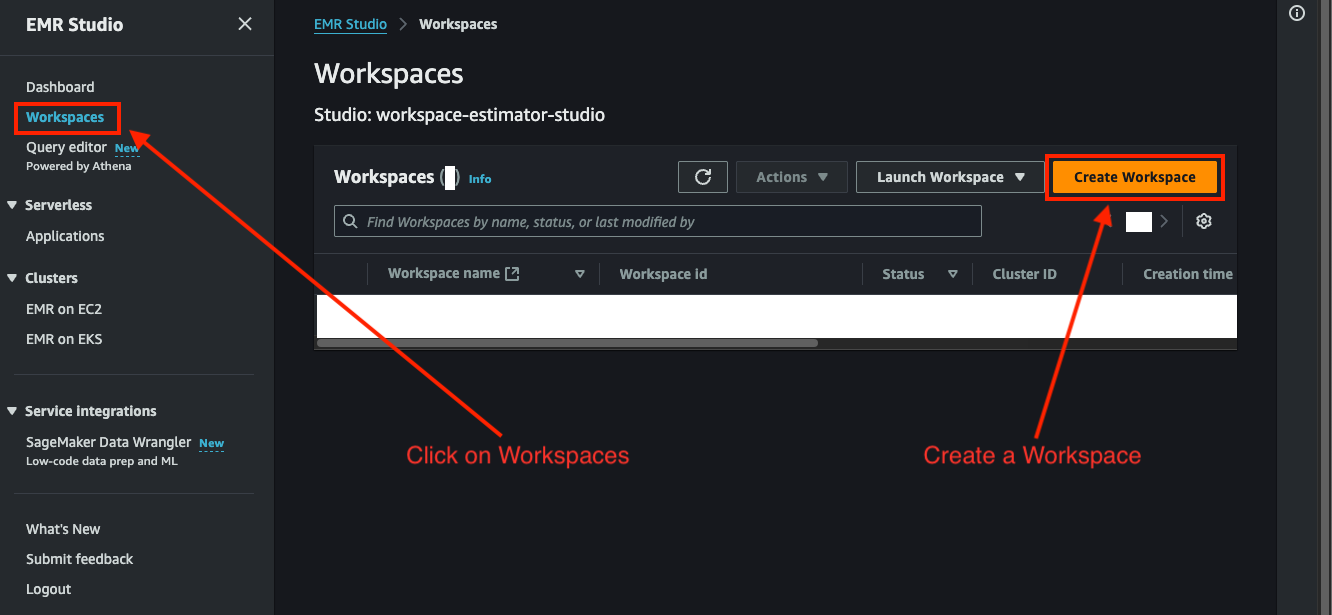 EMR Studio
Dashboard
Workspaces
Query editor New
Powered by Athena
Serverless
Applications
Clusters
EMR on EC2
EMR on EKS
Service integrations
SageMaker Data Wrangler New
Low-code data prep and ML
What's New
Submit feedback
Logout
EMR Studio > Workspaces
Workspaces
Studio: workspace-estimator-studio
Workspaces ( ) Info
Actions
Launch Workspace
Create Workspace
Find Workspaces by name, status, or last modified by
Workspace name
Workspace id
Status
Cluster ID
Creation time
Click on Workspaces
Create a Workspace